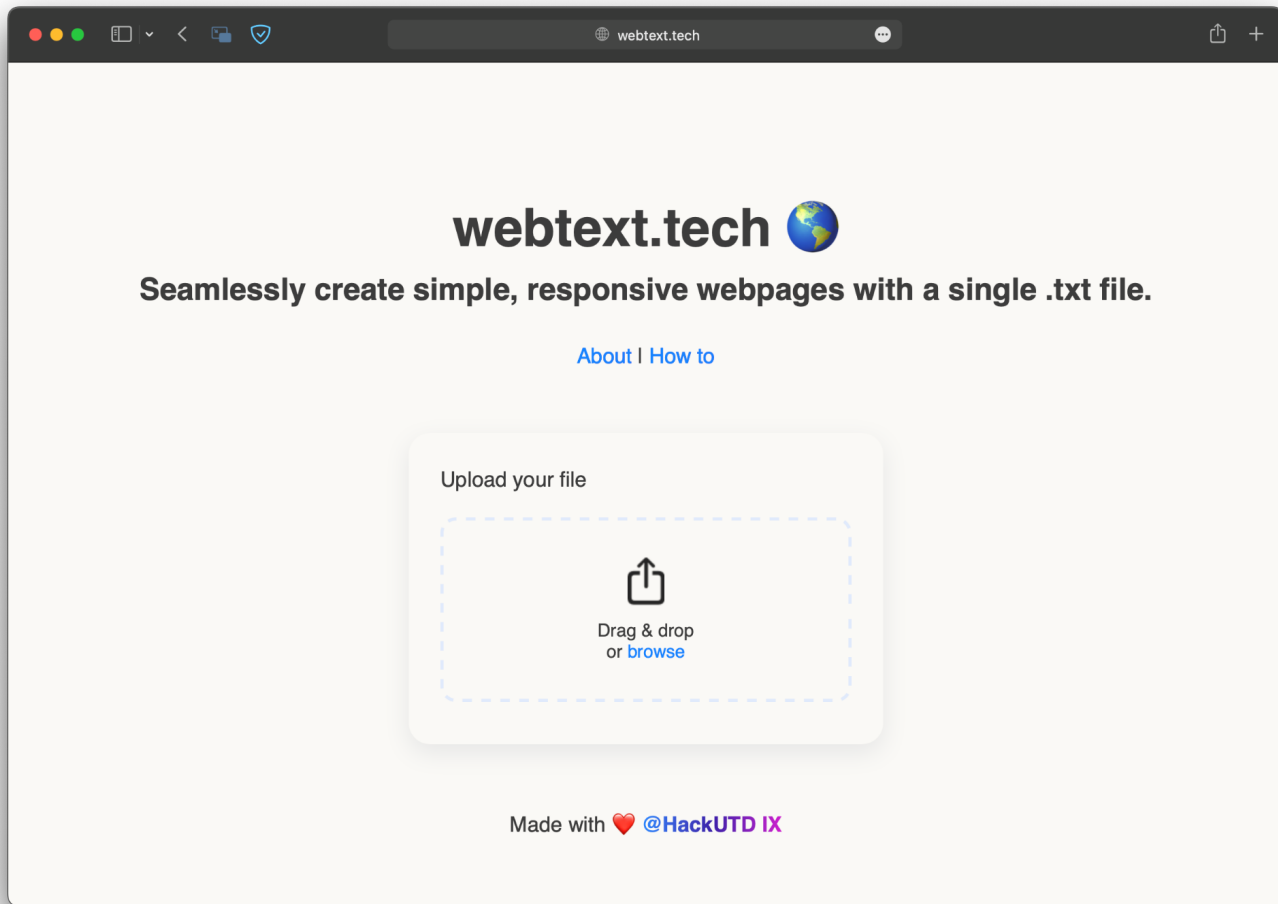 webtext.tech
webtext.tech 🌎
Seamlessly create simple, responsive webpages with a single .txt file.
About | How to
Upload your file
Drag & drop
or browse
Made with ❤️ @HackUTD IX